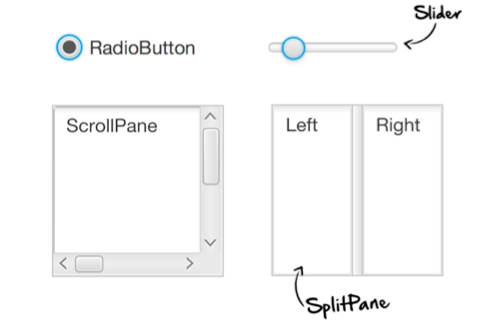 Slider
RadioButton
ScrollPane
Left
Right
SplitPane